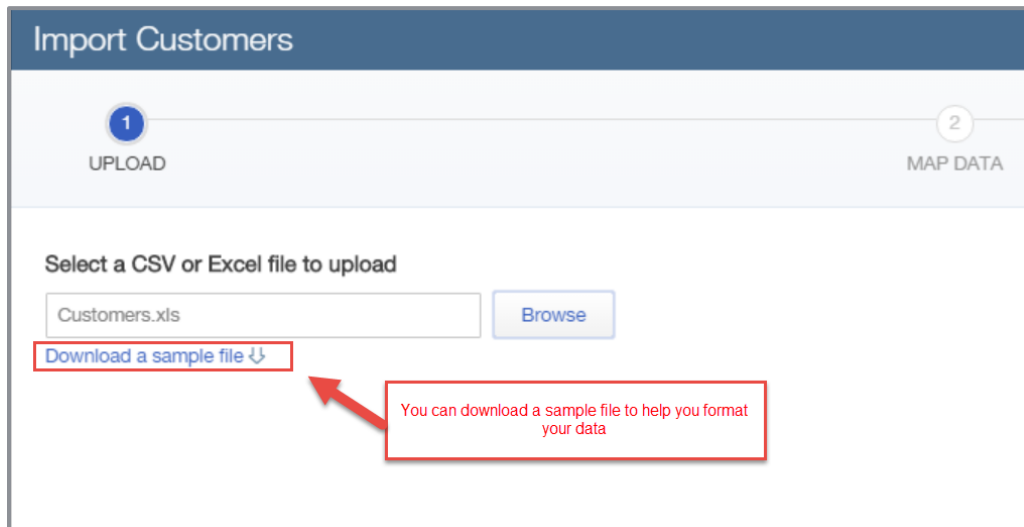 Import Customers
1
2
UPLOAD
MAP DATA
Select a CSV or Excel file to upload
Customers.xls
Browse
Download a sample file
You can download a sample file to help you format
your data